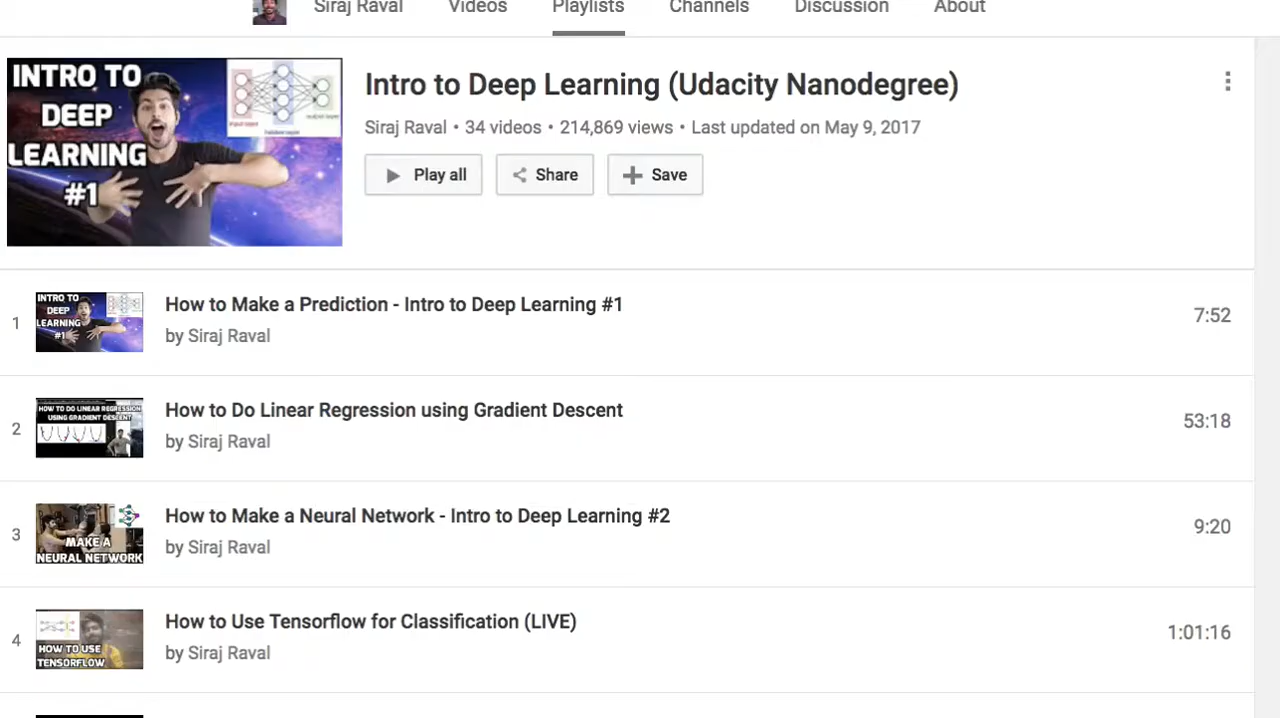 Siraj Raval Videos Playlists Channels Discussion About
INTRO TO
DEEP
LEARNING
#1
Intro to Deep Learning (Udacity Nanodegree)
Siraj Raval • 34 videos • 214,869 views • Last updated on May 9, 2017
Play all Share Save
1
INTRO TO
DEEP
LEARNING
#1
How to Make a Prediction - Intro to Deep Learning #1
by Siraj Raval
7:52
2
HOW TO DO LINEAR REGRESSION
USING GRADIENT DESCENT
How to Do Linear Regression using Gradient Descent
by Siraj Raval
53:18
3
MAKE A
NEURAL NETWORK
How to Make a Neural Network - Intro to Deep Learning #2
by Siraj Raval
9:20
4
HOW TO USE
TENSORFLOW
How to Use Tensorflow for Classification (LIVE)
by Siraj Raval
1:01:16